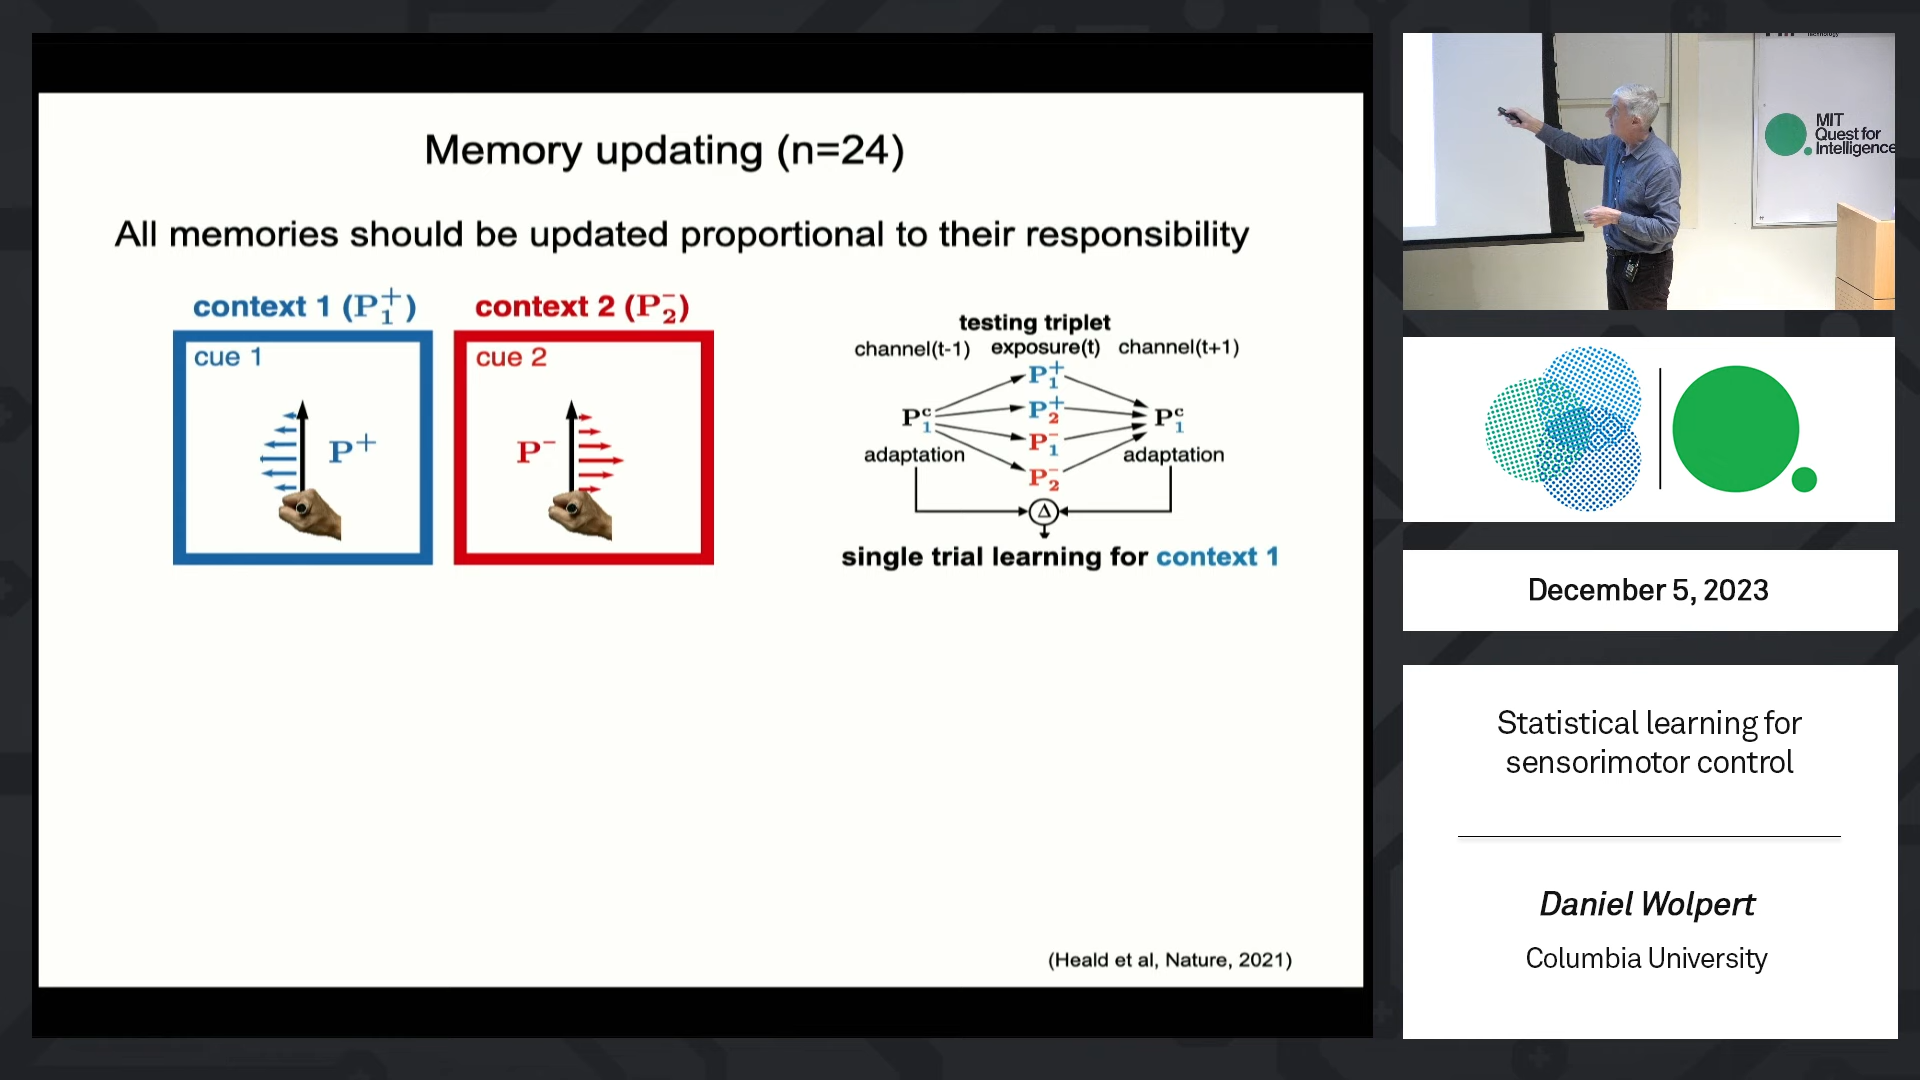 Memory updating (n=24)
All memories should be updated proportional to their responsibility
context 1 (P₁⁺)
context 2 (P₂⁻)
cue 1
cue 2
P⁺
P⁻
testing triplet
channel(t-1) exposure(t) channel(t+1)
P₁⁺
P₂⁺
P₁ᶜ
P₁ᶜ
P₁⁻
P₂⁻
adaptation
adaptation
Δ
single trial learning for context 1
(Heald et al, Nature, 2021)
MIT
Quest for
Intelligence
December 5, 2023
Statistical learning for
sensorimotor control
Daniel Wolpert
Columbia University